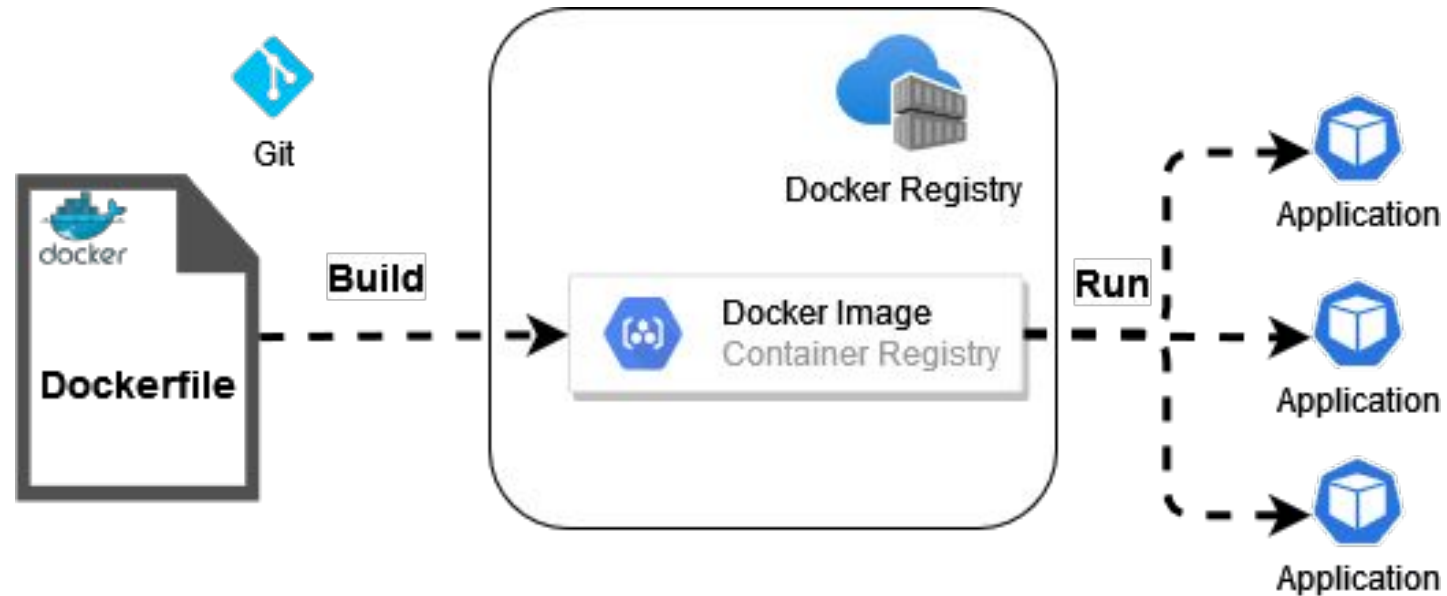 Git
docker
Dockerfile
Build
Docker Registry
Docker Image
Container Registry
Run
Application
Application
Application